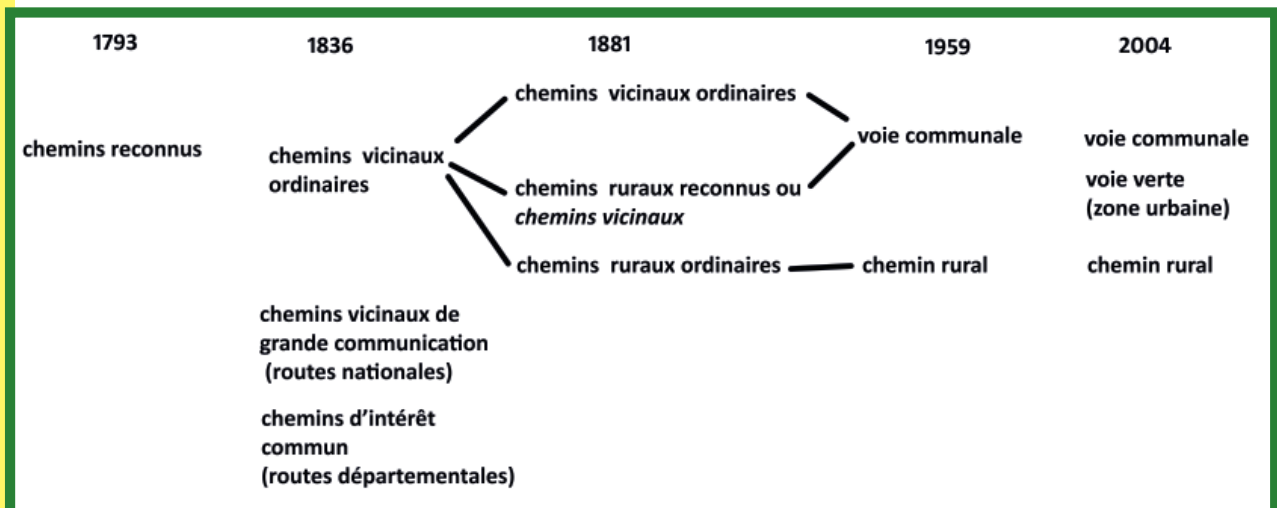 1793
1836
1881
1959
2004
chemins reconnus
chemins vicinaux
ordinaires
chemins vicinaux de
grande communication
(routes nationales)
chemins d'intérêt
commun
(routes départementales)
chemins vicinaux ordinaires
chemins ruraux reconnus ou
chemins vicinaux
chemins ruraux ordinaires
voie communale
chemin rural
voie communale
voie verte
(zone urbaine)
chemin rural